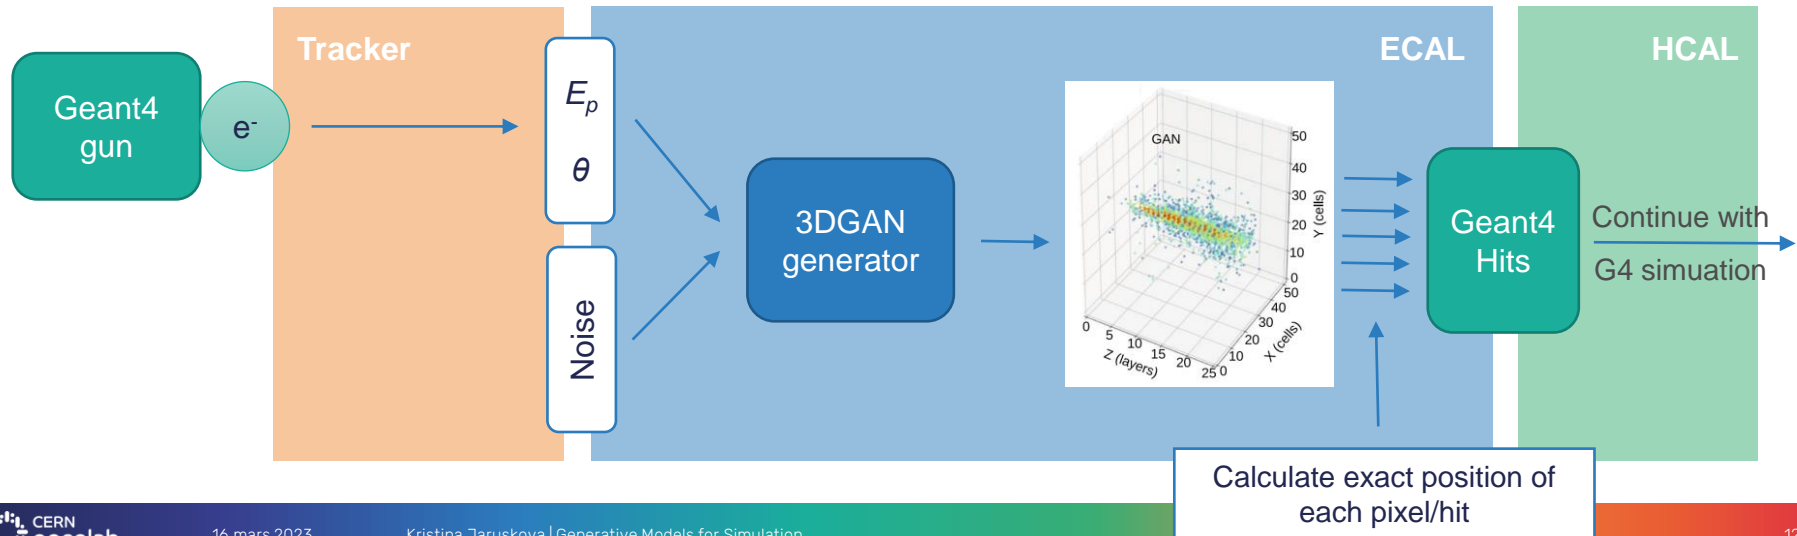 Tracker
ECAL
HCAL
Geant4
gun
e-
Ep
θ
Noise
3DGAN
generator
GAN
50
40
30
20
10
0
Y (cells)
50
40
30
20
10
0
X (cells)
0
5
10
15
20
25
Z (layers)
Geant4
Hits
Continue with
G4 simuation
Calculate exact position of
each pixel/hit
CERN
16 mars 2023
Kristina Jaruskova | Generative Models for Simulation